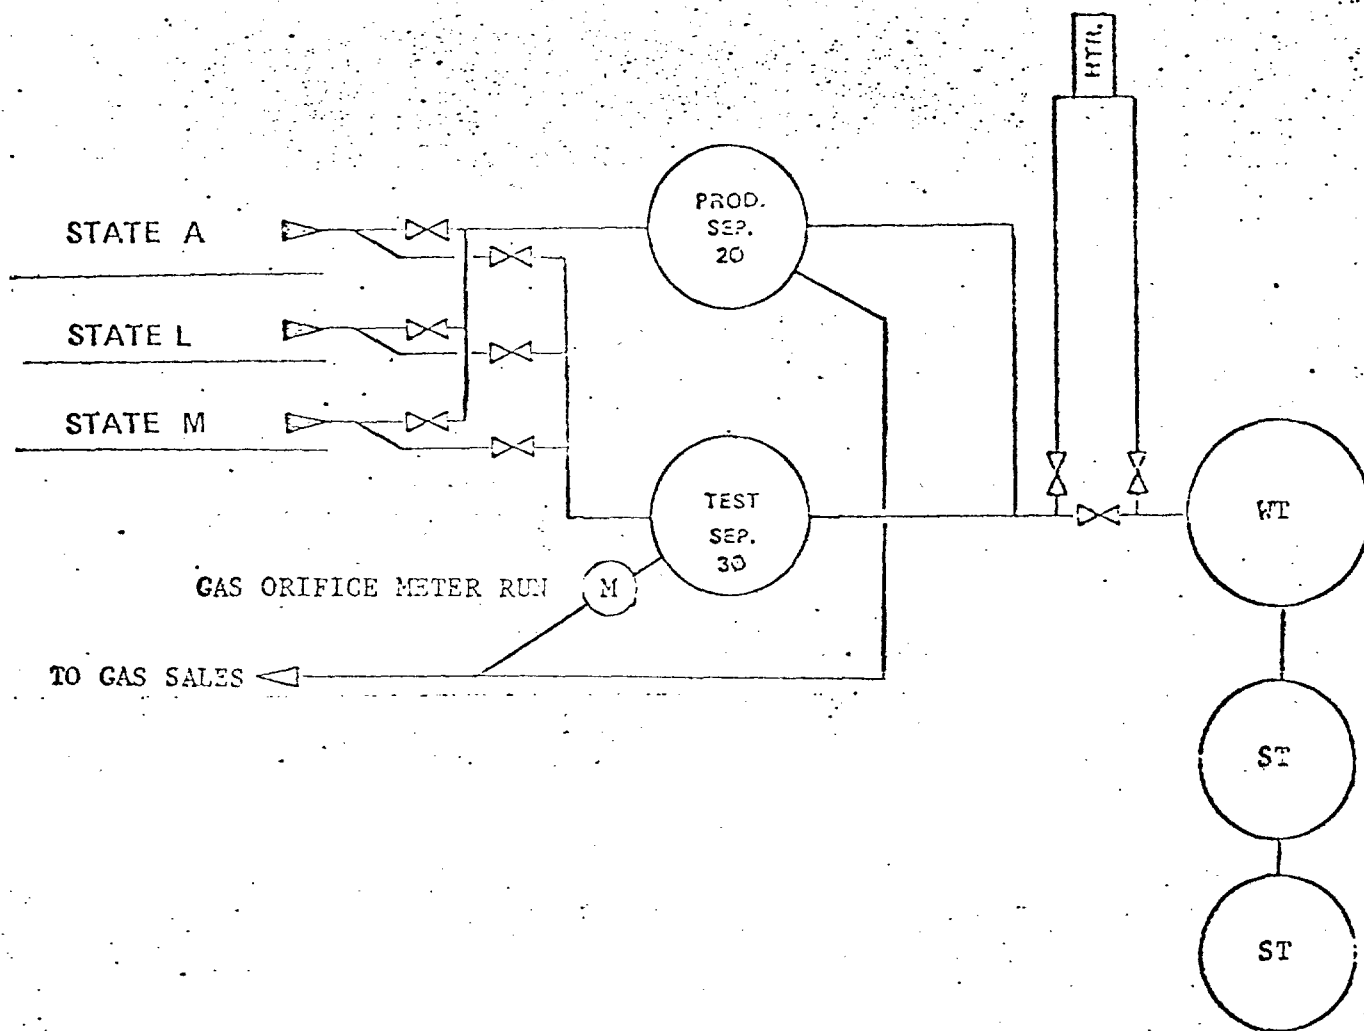 HTR.
STATE A
PROD.
SEP.
20
STATE L
STATE M
TEST
SEP.
30
WT
GAS ORIFICE METER RUN
M
TO GAS SALES
ST
ST